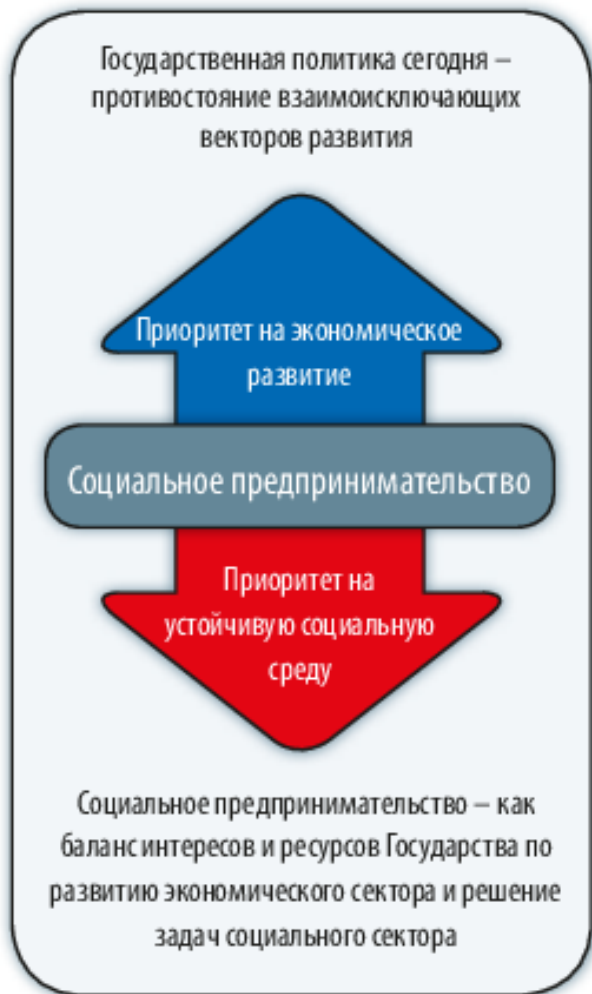 Государственная политика сегодня –
противостояние взаимоисключающих
векторов развития
Приоритет на экономическое
развитие
Социальное предпринимательство
Приоритет на
устойчивую социальную
среду
Социальное предпринимательство – как
баланс интересов и ресурсов Государства по
развитию экономического сектора и решение
задач социального сектора